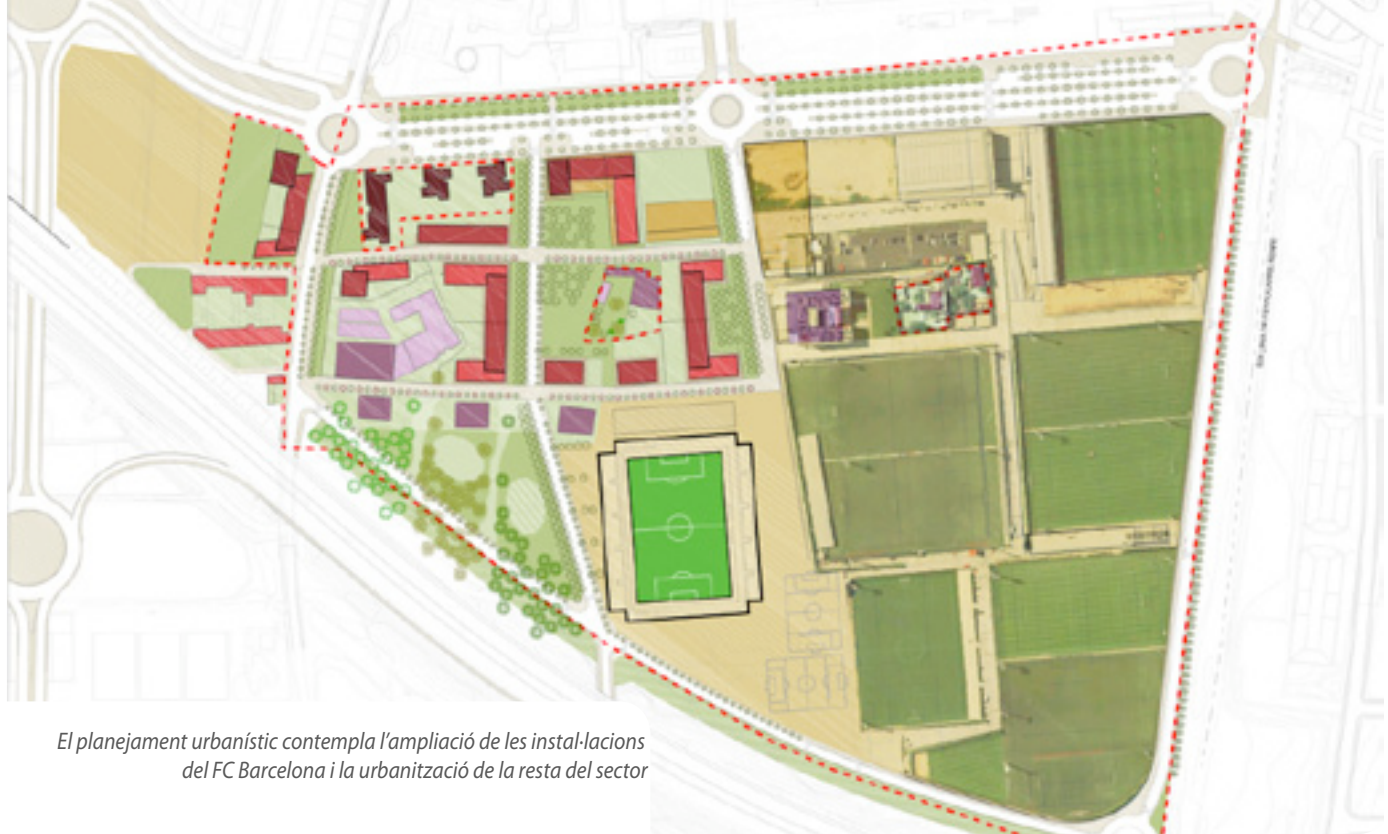 El planejament urbanístic contempla l'ampliació de les instal·lacions
del FC Barcelona i la urbanització de la resta del sector